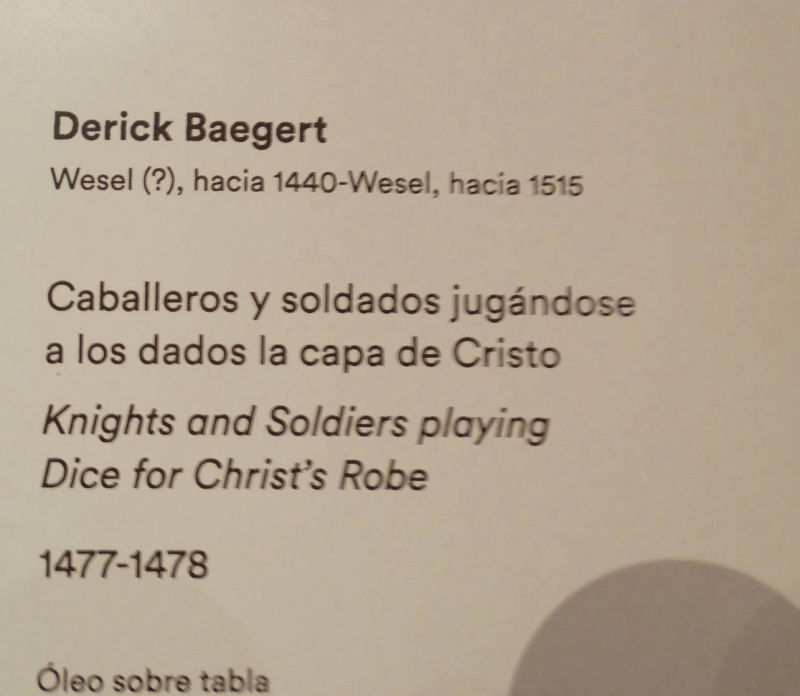 Derick Baegert
Wesel (?), hacia 1440-Wesel, hacia 1515
Caballeros y soldados jugándose
a los dados la capa de Cristo
Knights and Soldiers playing
Dice for Christ's Robe
1477-1478
Óleo sobre tabla